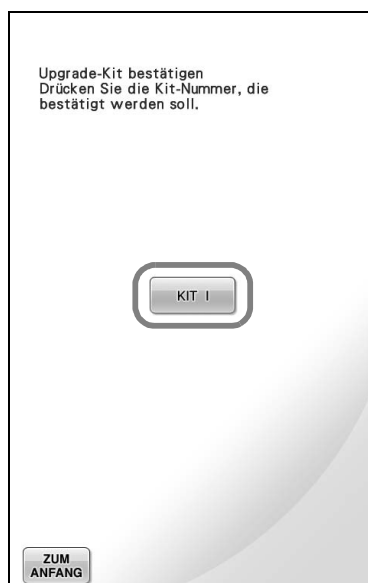 Upgrade-Kit bestätigen
Drücken Sie die Kit-Nummer, die
bestätigt werden soll.
KIT I
ZUM
ANFANG